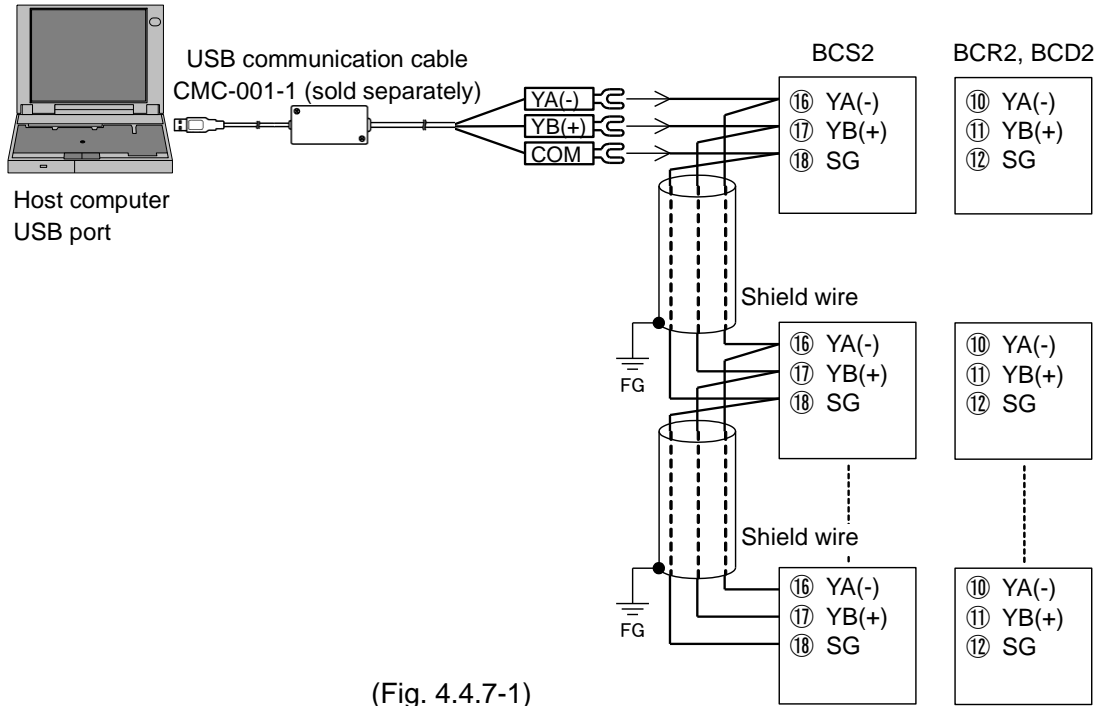 USB communication cable
CMC-001-1 (sold separately)
YA(-)
YB(+)
COM
Host computer
USB port
BCS2
BCR2, BCD2
⑯ YA(-)
⑰ YB(+)
⑱ SG
⑩ YA(-)
⑪ YB(+)
⑫ SG
Shield wire
FG
⑯ YA(-)
⑰ YB(+)
⑱ SG
⑩ YA(-)
⑪ YB(+)
⑫ SG
Shield wire
FG
⑯ YA(-)
⑰ YB(+)
⑱ SG
⑩ YA(-)
⑪ YB(+)
⑫ SG
(Fig. 4.4.7-1)